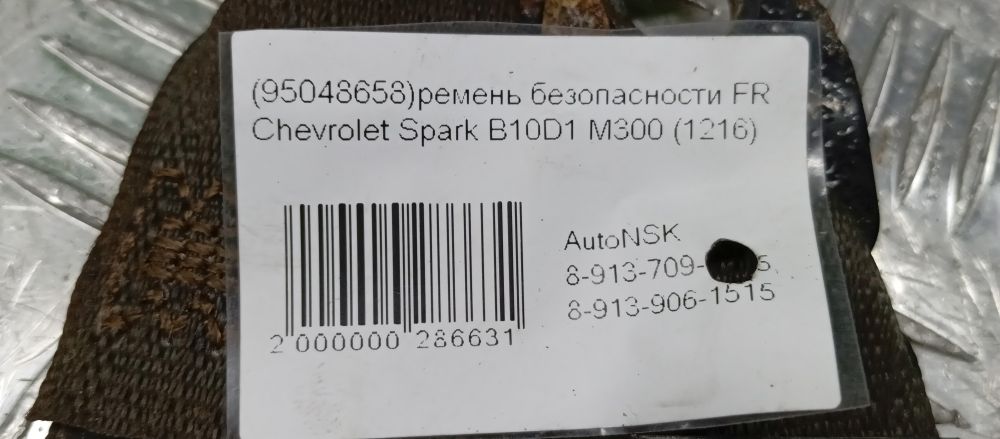 (95048658)ремень безопасности FR
Chevrolet Spark B10D1 M300 (1216)
AutoNSK
8-913-906-1515
2 000000 286631